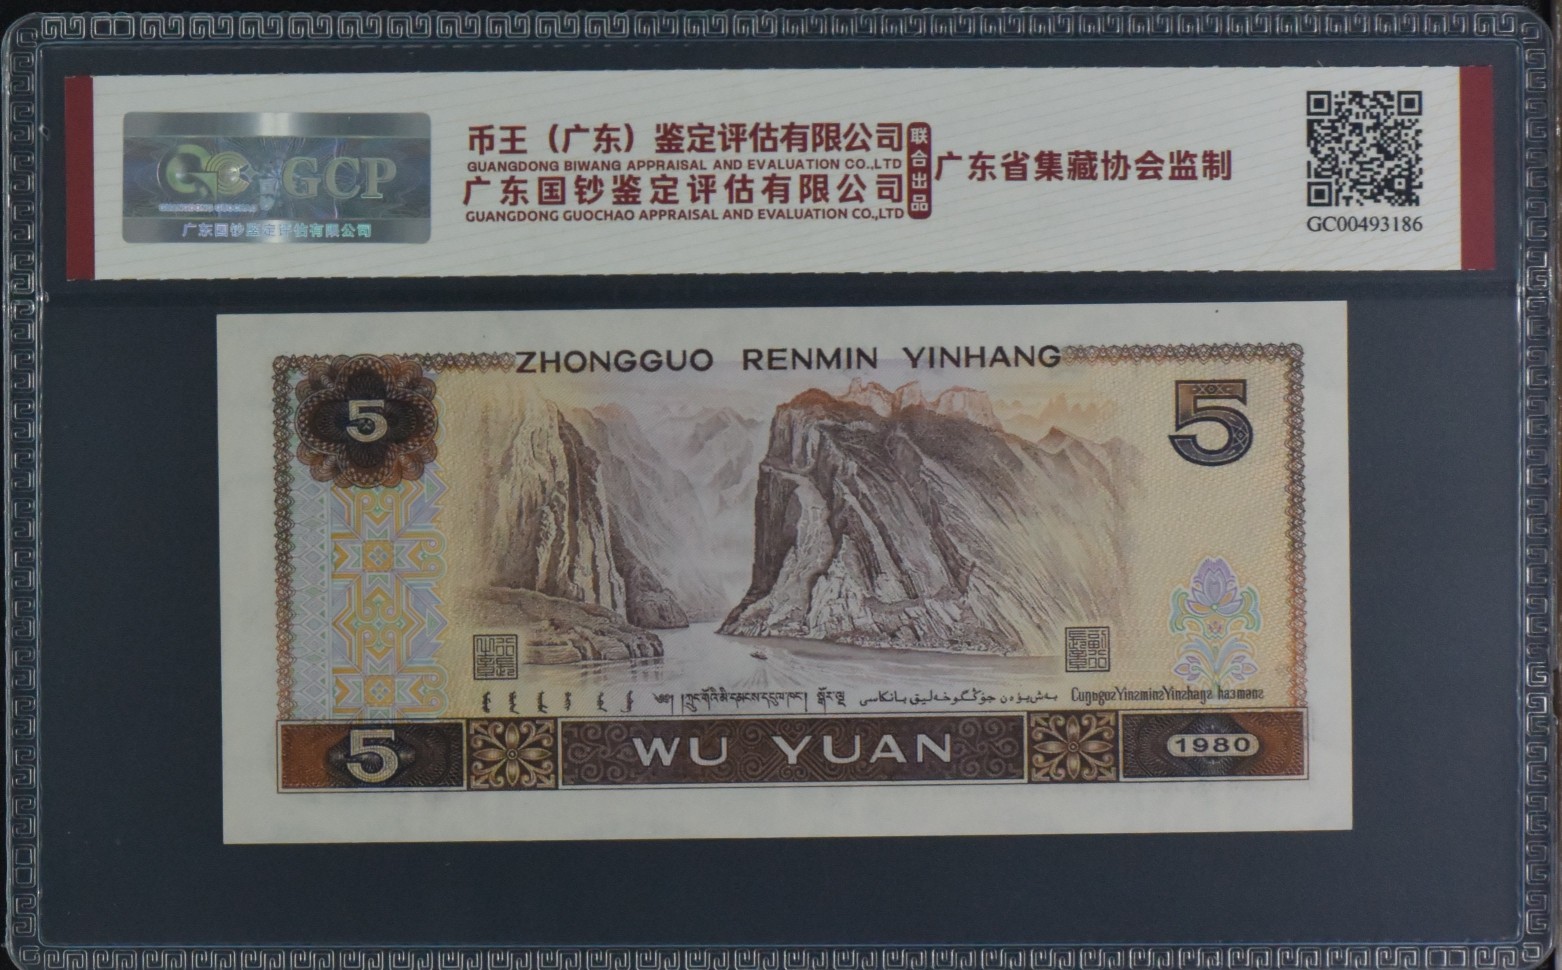 GCP
广东国钞鉴定评估有限公司
币王（广东）鉴定评估有限公司
GUANGDONG BIWANG APPRAISAL AND EVALUATION CO.,LTD
广东国钞鉴定评估有限公司
GUANGDONG GUOCHAO APPRAISAL AND EVALUATION CO.,LTD
联合出品
广东省集藏协会监制
GC00493186
ZHONGGUO RENMIN YINHANG
5
5
5
WU YUAN
1980